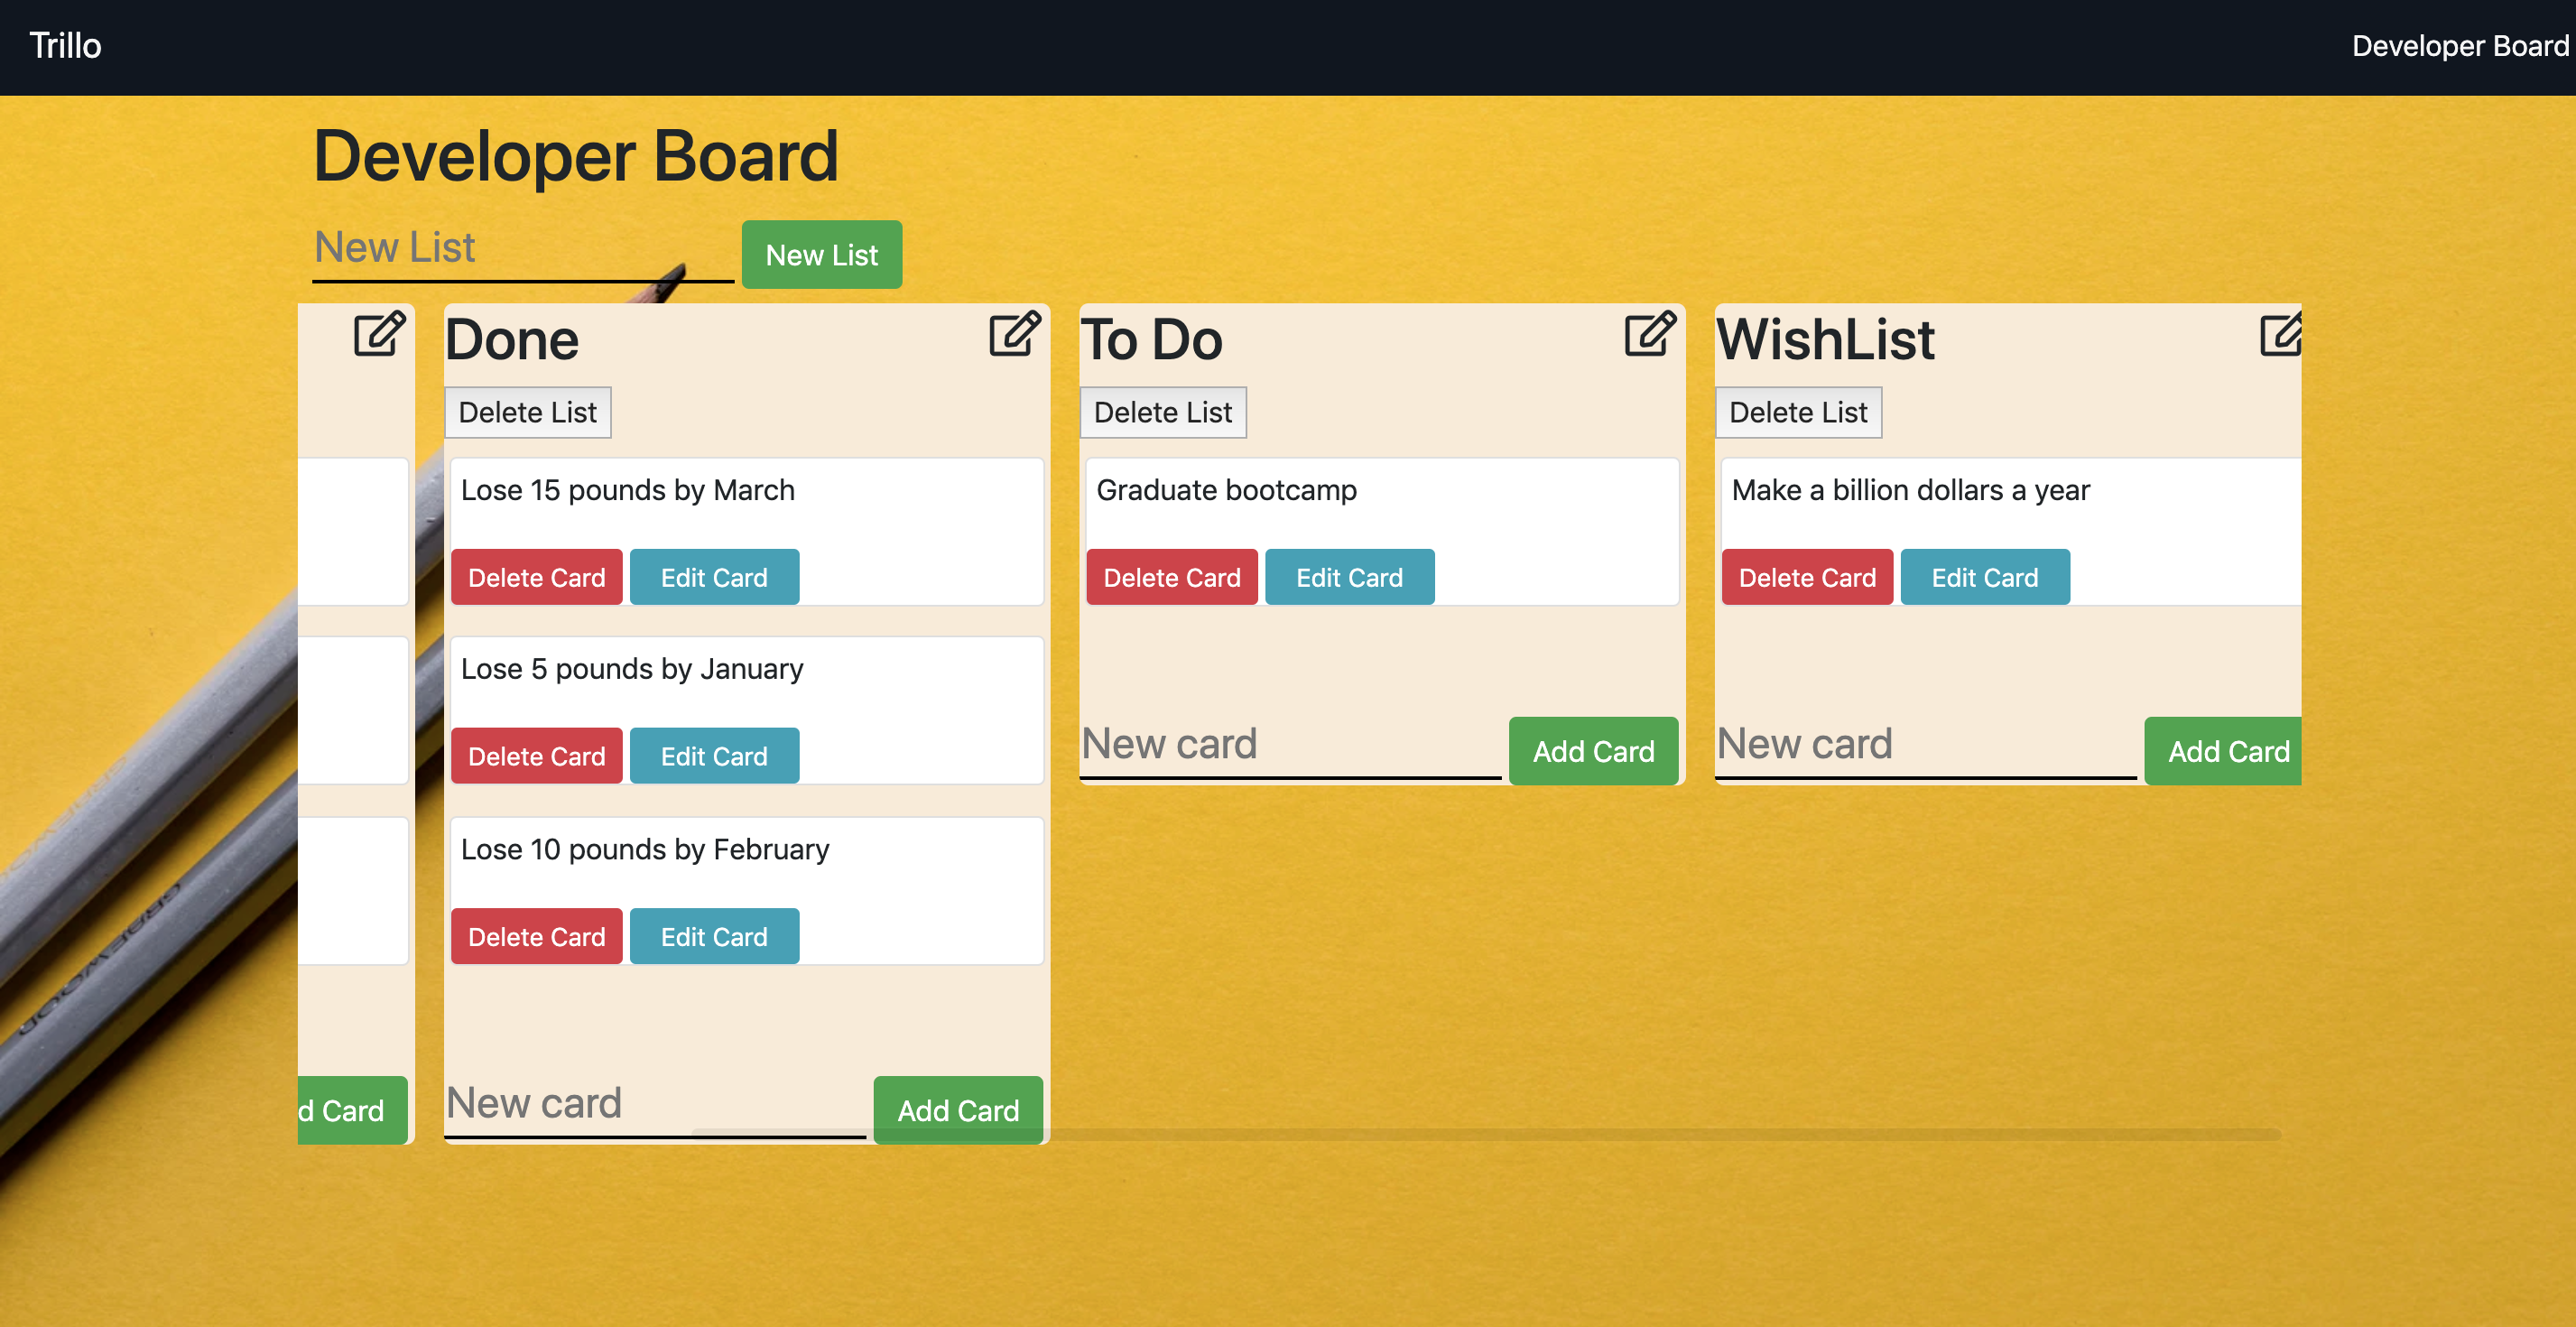 Trillo
Developer Board
Developer Board
New List
New List
d Card
Done
Delete List
Lose 15 pounds by March
Delete Card
Edit Card
Lose 5 pounds by January
Delete Card
Edit Card
Lose 10 pounds by February
Delete Card
Edit Card
New card
Add Card
To Do
Delete List
Graduate bootcamp
Delete Card
Edit Card
New card
Add Card
WishList
Delete List
Make a billion dollars a year
Delete Card
Edit Card
New card
Add Card